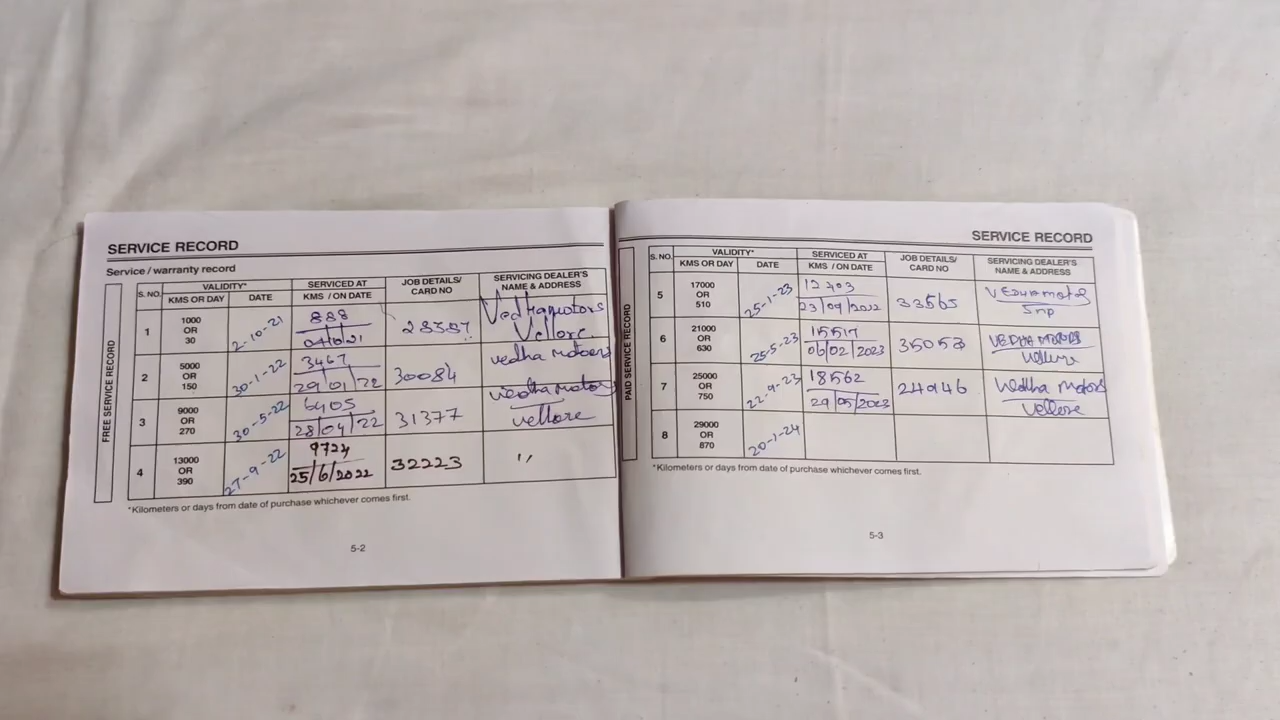 SERVICE RECORD
Service / warranty record
FREE SERVICE RECORD
S. NO. VALIDITY* SERVICED AT JOB DETAILS/ CARD NO SERVICING DEALER'S NAME & ADDRESS
KMS OR DAY DATE KMS / ON DATE
1 1000 OR 30 2-10-21 888 04/10/21 28387 Vedha motors Vellore.
2 5000 OR 150 30-1-22 3467 29/01/22 30084 vedha motors
3 9000 OR 270 30-5-22 6405 28/04/22 31377 vedha motors vellore
4 13000 OR 390 27-9-22 9724 25/6/2022 32223 ,,
*Kilometers or days from date of purchase whichever comes first.
5-2
SERVICE RECORD
PAID SERVICE RECORD
S. NO. VALIDITY* SERVICED AT JOB DETAILS/ CARD NO SERVICING DEALER'S NAME & ADDRESS
KMS OR DAY DATE KMS / ON DATE
5 17000 OR 510 25-1-23 12303 23/09/2022 33565
6 21000 OR 630 25-5-23 15517 06/02/2023 35053 VEDHA MOTORS vellore
7 25000 OR 750 22-9-23 18562 29/05/2023 24946 Vedha motors vellore
8 29000 OR 870 20-1-24
*Kilometers or days from date of purchase whichever comes first.
5-3